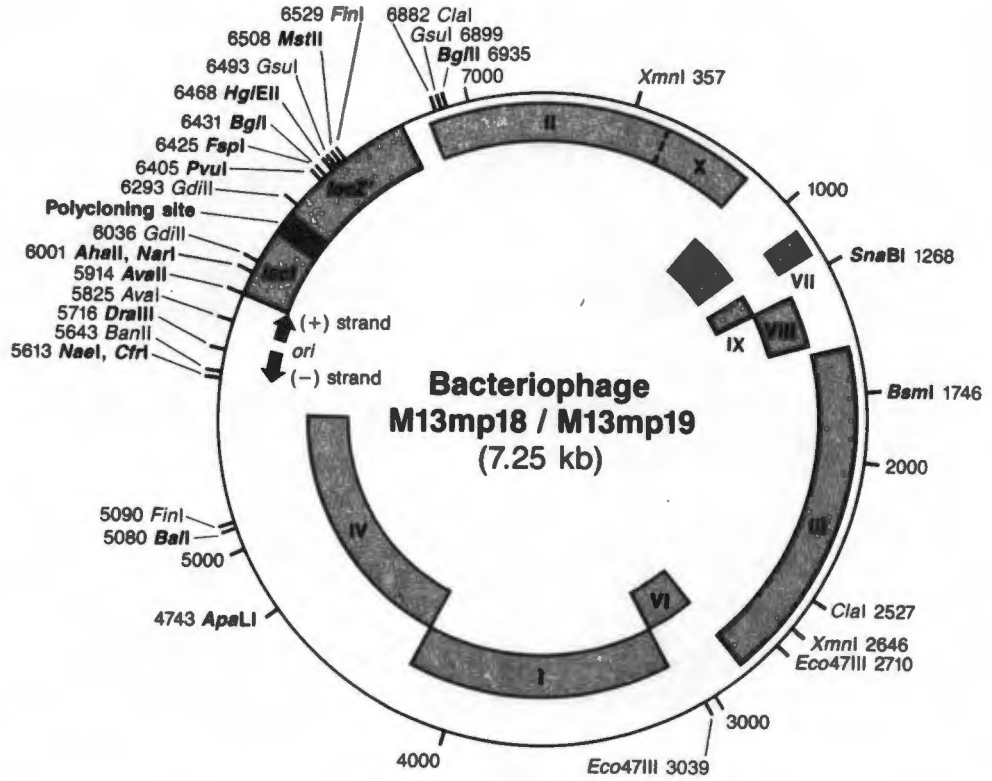 6529 FinI
6508 MstII
6493 GsuI
6468 HgiEII
6431 BglI
6425 FspI
6405 PvuI
6293 GdiII
Polycloning site
6036 GdiII
6001 AhaII, NarI
5914 AvaII
5825 AvaI
5716 DraIII
5643 BanII
5613 NaeI, CfrI
5090 FinI
5080 BalI
5000
4743 ApaLI
4000
6882 ClaI
GsuI 6899
BglII 6935
7000
XmnI 357
1000
SnaBI 1268
BsmI 1746
2000
ClaI 2527
XmnI 2646
Eco47III 2710
3000
Eco47III 3039
II
X
VII
VIII
IX
III
VI
I
IV
lacI
lacZ'
(+) strand
ori
(−) strand
Bacteriophage
M13mp18 / M13mp19
(7.25 kb)